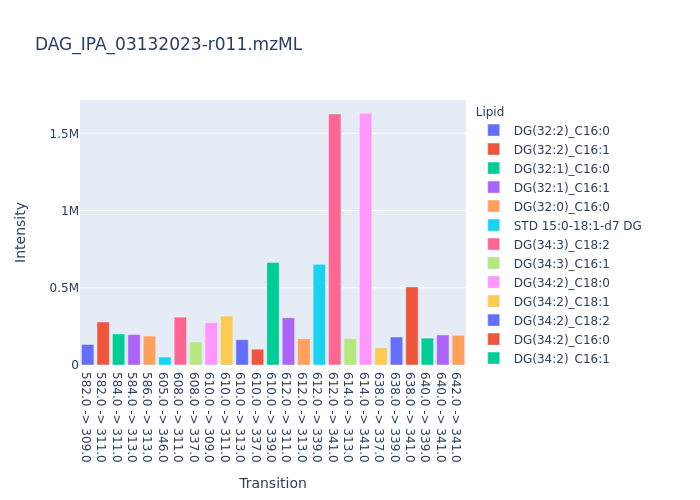 DAG_IPA_03132023-r011.mzML
Lipid
DG(32:2)_C16:0
DG(32:2)_C16:1
DG(32:1)_C16:0
DG(32:1)_C16:1
DG(32:0)_C16:0
STD 15:0-18:1-d7 DG
DG(34:3)_C18:2
DG(34:3)_C16:1
DG(34:2)_C18:0
DG(34:2)_C18:1
DG(34:2)_C18:2
DG(34:2)_C16:0
DG(34:2)_C16:1
Intensity
1.5M
1M
0.5M
0
582.0 -> 309.0
582.0 -> 311.0
584.0 -> 311.0
584.0 -> 313.0
586.0 -> 313.0
605.0 -> 346.0
608.0 -> 311.0
608.0 -> 337.0
610.0 -> 309.0
610.0 -> 311.0
610.0 -> 313.0
610.0 -> 337.0
610.0 -> 339.0
612.0 -> 311.0
612.0 -> 313.0
612.0 -> 339.0
612.0 -> 341.0
614.0 -> 313.0
614.0 -> 341.0
638.0 -> 337.0
638.0 -> 339.0
638.0 -> 341.0
640.0 -> 339.0
640.0 -> 341.0
642.0 -> 341.0
Transition